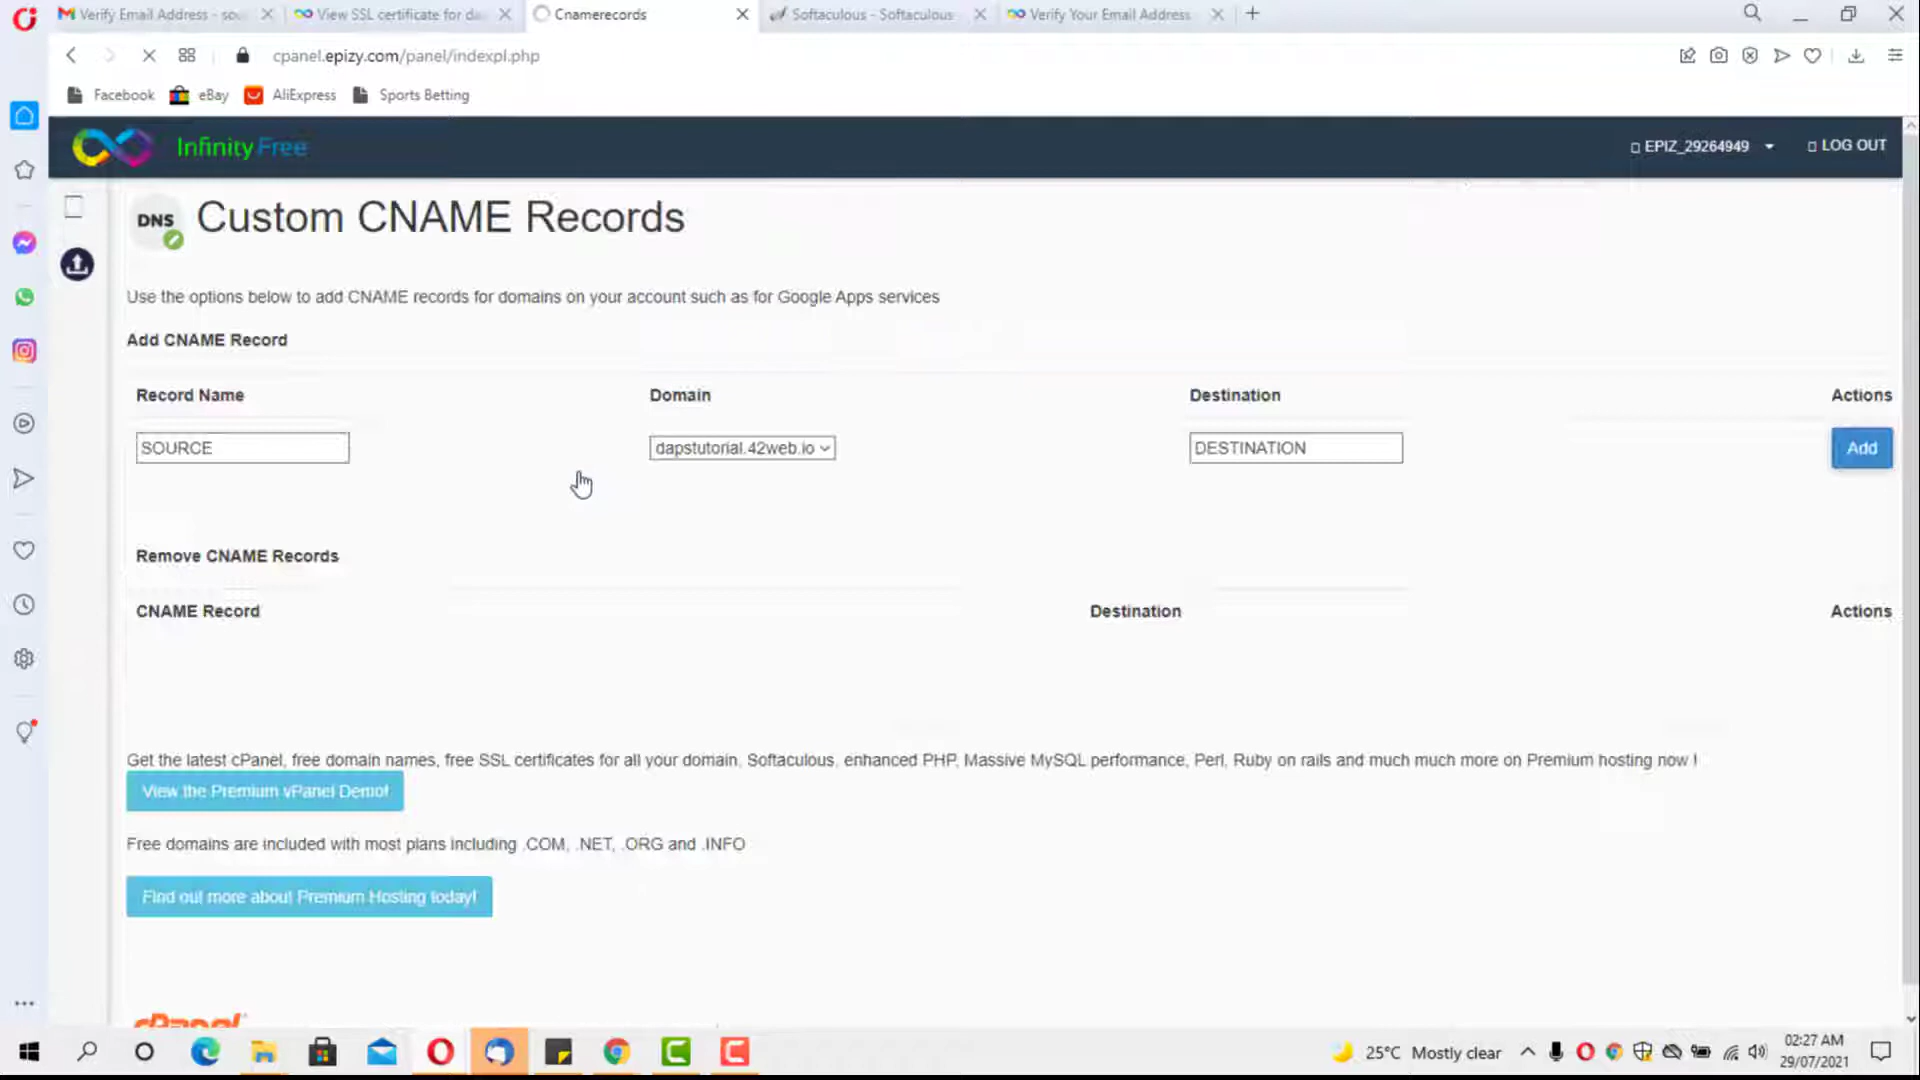 Verify Email Address - sou
View SSL certificate for da
Cnamerecords
Softaculous - Softaculous
Verify Your Email Address
cpanel.epizy.com/panel/indexpl.php
Facebook
eBay
AliExpress
Sports Betting
InfinityFree
EPIZ_29264949
LOG OUT
DNS
Custom CNAME Records
Use the options below to add CNAME records for domains on your account such as for Google Apps services
Add CNAME Record
Record Name
Domain
Destination
Actions
SOURCE
dapstutorial.42web.io
DESTINATION
Add
Remove CNAME Records
CNAME Record
Destination
Actions
Get the latest cPanel, free domain names, free SSL certificates for all your domain, Softaculous, enhanced PHP, Massive MySQL performance, Perl, Ruby on rails and much much more on Premium hosting now !
View the Premium vPanel Demo!
Free domains are included with most plans including .COM, .NET, .ORG and .INFO
Find out more about Premium Hosting today!
cPanel
25°C Mostly clear
02:27 AM
29/07/2021